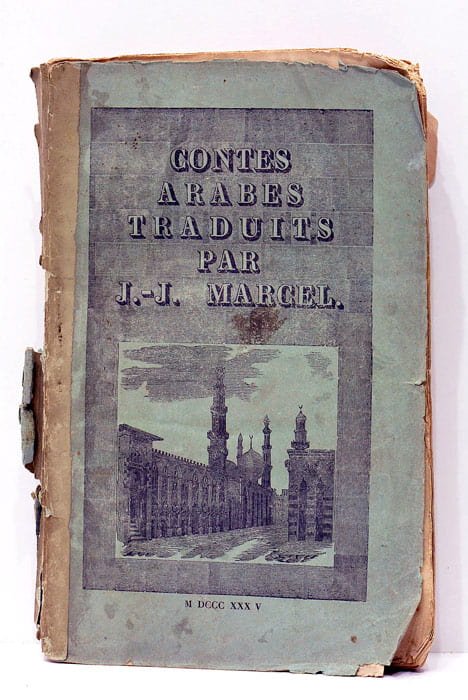 CONTES
ARABES
TRADUITS
PAR
J.-J. MARCEL.
M DCCC XXX V